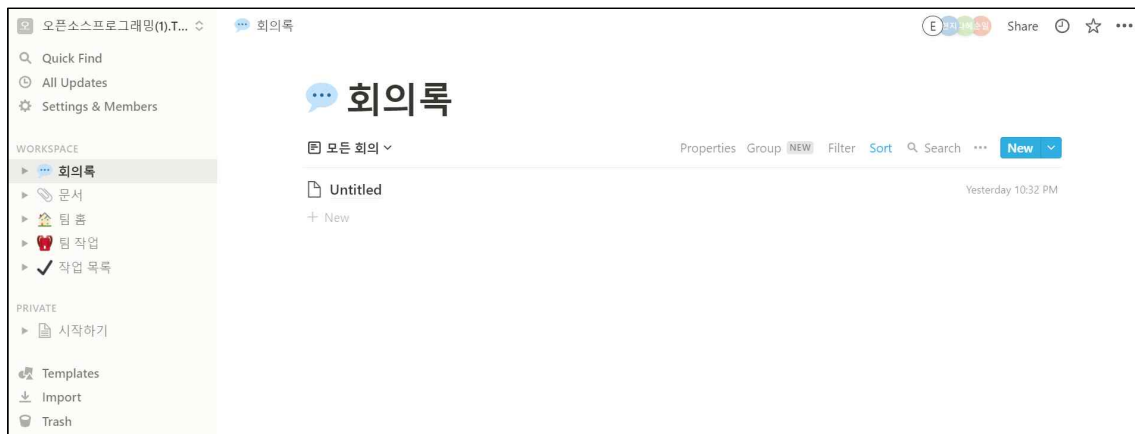 오 오픈소스프로그래밍(1).T...
Quick Find
All Updates
Settings & Members
WORKSPACE
회의록
문서
팀 홈
팀 작업
작업 목록
PRIVATE
시작하기
Templates
Import
Trash
회의록
E
Share
회의록
모든 회의
Properties Group NEW Filter Sort Search ... New
Untitled
Yesterday 10:32 PM
+ New